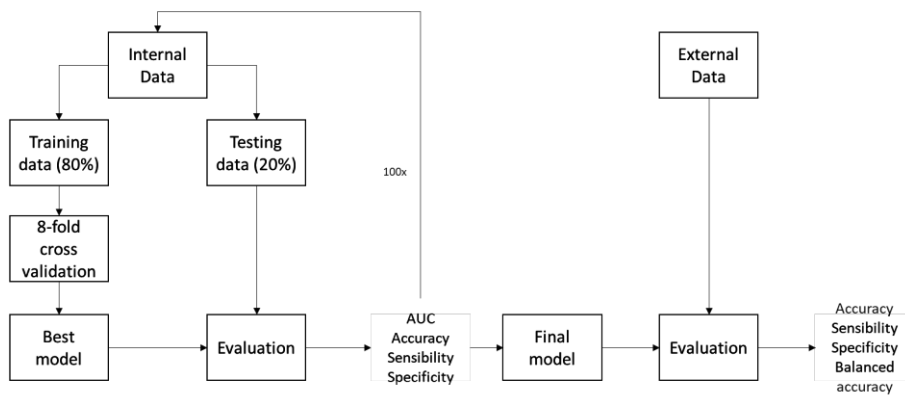 Internal
Data
External
Data
Training
data (80%)
Testing
data (20%)
100x
8-fold
cross
validation
Best
model
Evaluation
AUC
Accuracy
Sensibility
Specificity
Final
model
Evaluation
Accuracy
Sensibility
Specificity
Balanced
accuracy